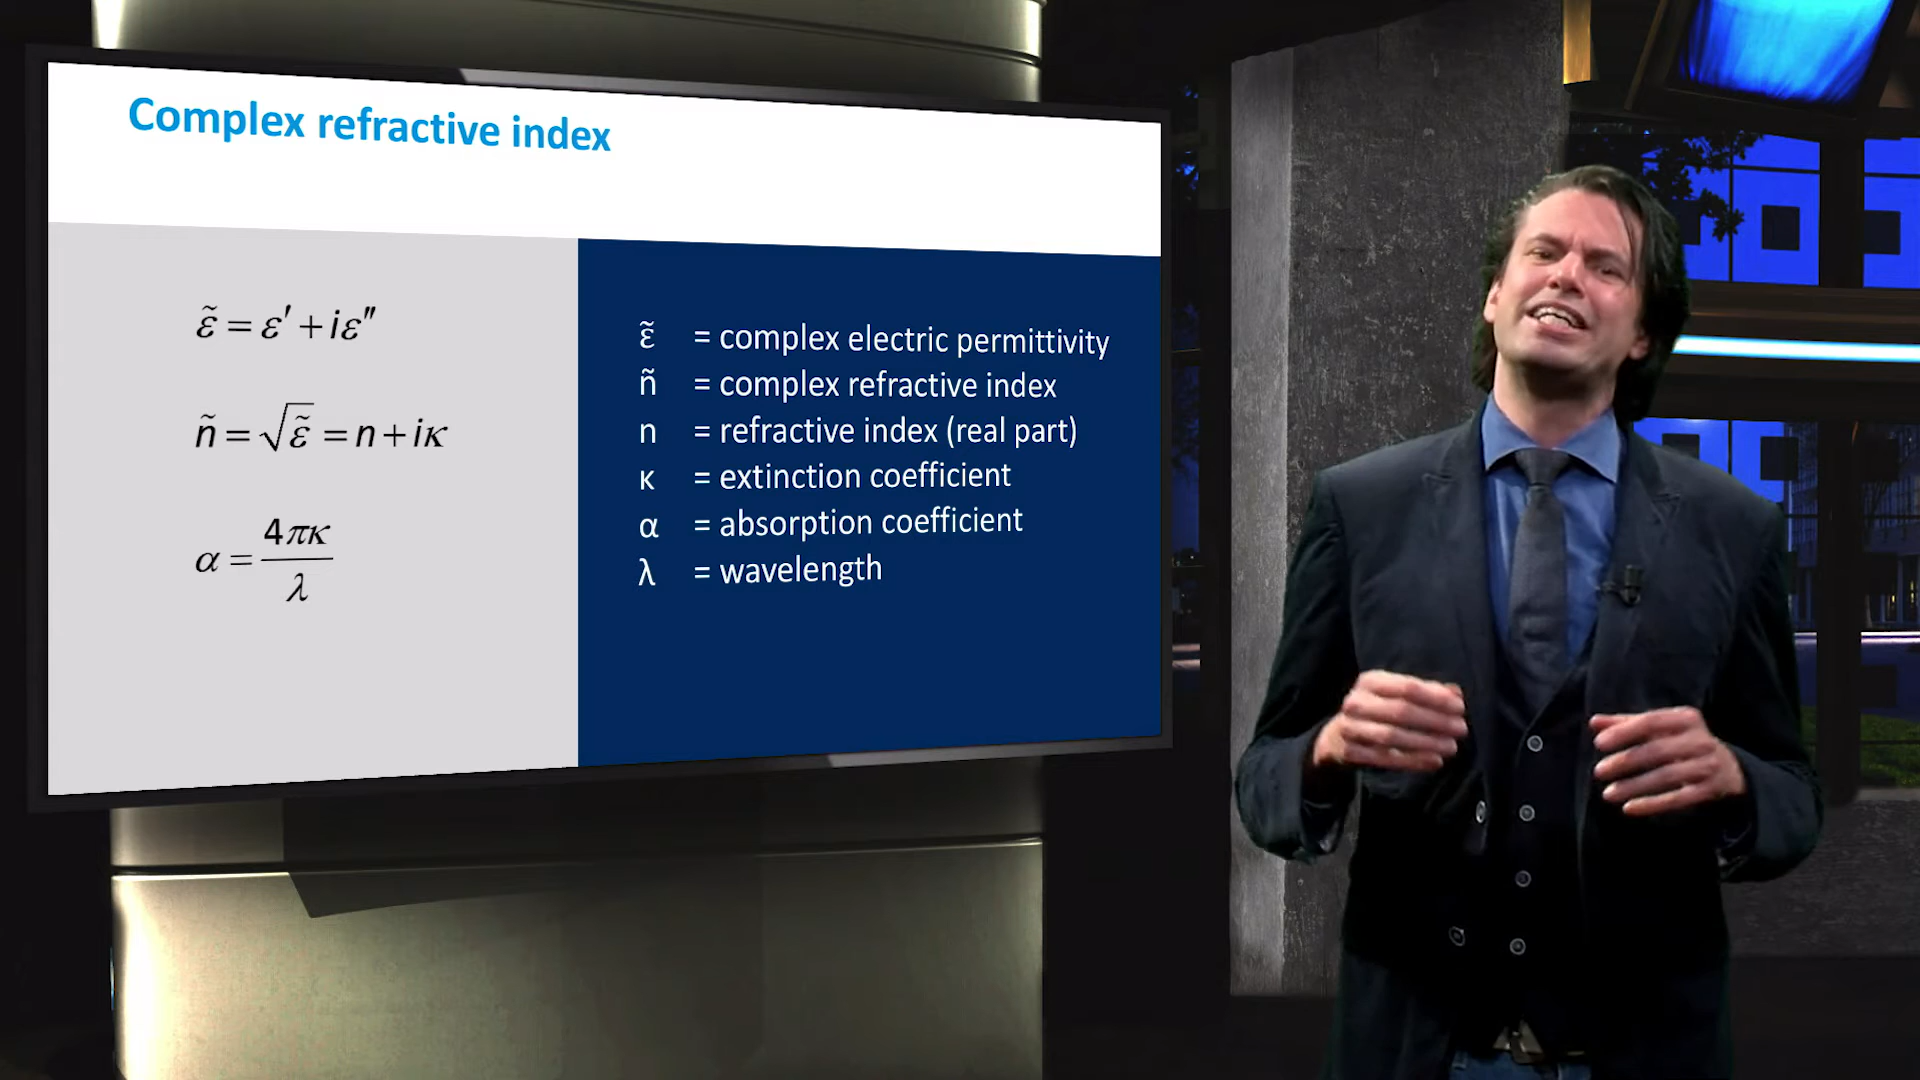 Complex refractive index
ε̃ = ε′ + iε″
ñ = √ε̃ = n + iκ
α = 4πκ / λ
ε̃ = complex electric permittivity
ñ = complex refractive index
n = refractive index (real part)
κ = extinction coefficient
α = absorption coefficient
λ = wavelength